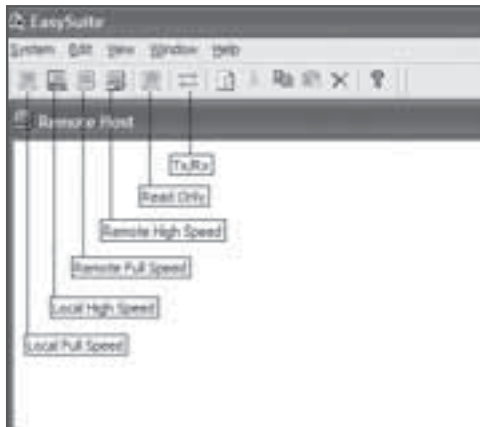 EasySuite
System Edit View Window Help
Remote Host
Tx/Rx
Read Only
Remote High Speed
Remote Full Speed
Local High Speed
Local Full Speed